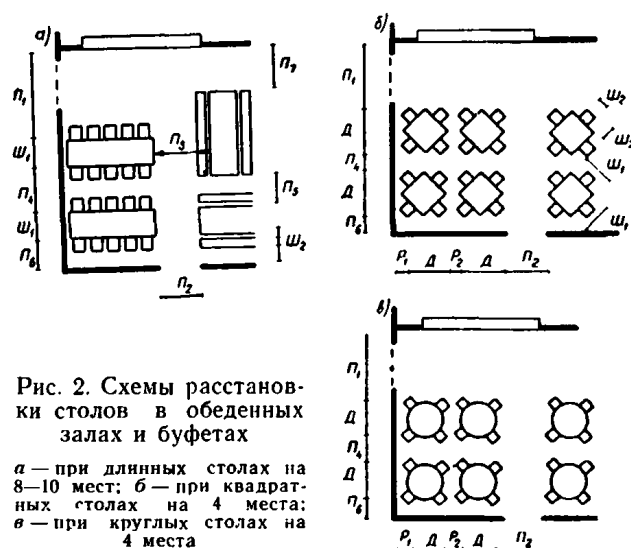 а)
П₇
П₁
Ш₁
П₃
П₄
П₅
Ш₁
Ш₂
П₆
П₂
б)
П₁
Ш₂
Д
Ш₂
П₄
Ш₁
Д
П₆
Ш₁
Р₁ Д Р₂ Д П₂
в)
П₁
Д
П₄
Д
П₆
Р₁ Д Р₂ Д П₂
Рис. 2. Схемы расстанов-
ки столов в обеденных
залах и буфетах
а — при длинных столах на
8—10 мест; б — при квадрат-
ных столах на 4 места;
в — при круглых столах на
4 места